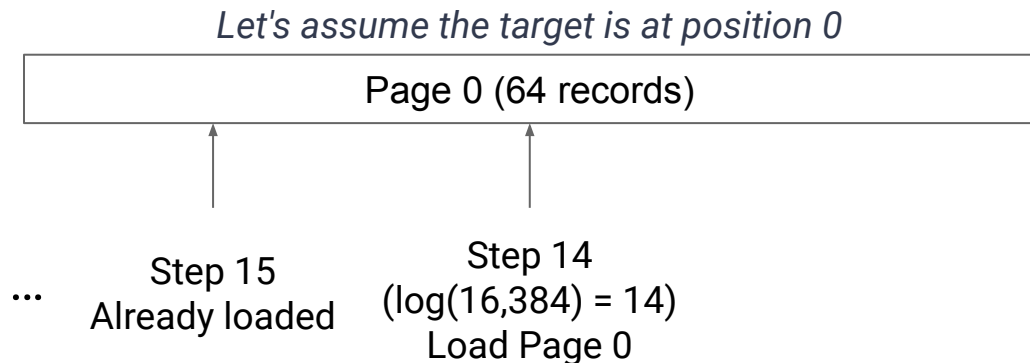 Let's assume the target is at position 0
Page 0 (64 records)
...
Step 15
Already loaded
Step 14
(log(16,384) = 14)
Load Page 0